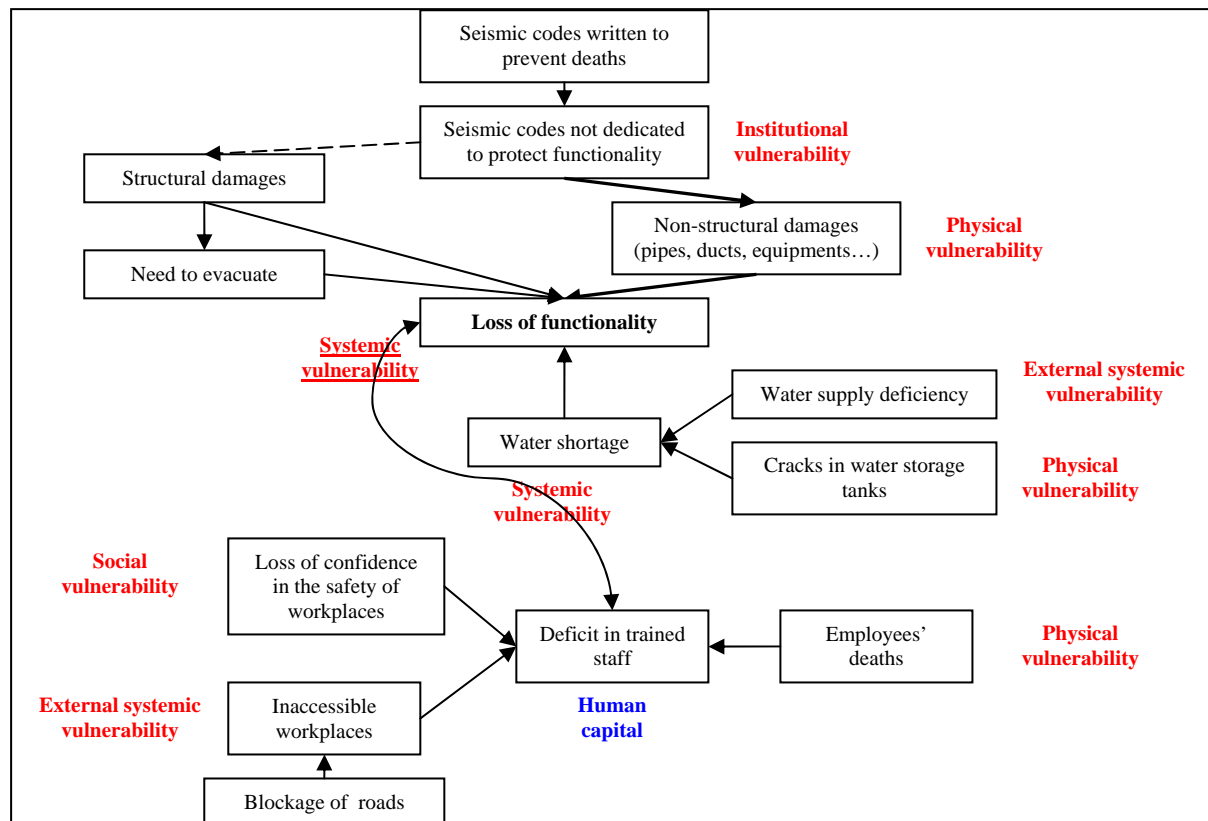 Seismic codes written to
prevent deaths
Seismic codes not dedicated
to protect functionality
Institutional
vulnerability
Structural damages
Non-structural damages
(pipes, ducts, equipments…)
Physical
vulnerability
Need to evacuate
Loss of functionality
Systemic
vulnerability
Water supply deficiency
External systemic
vulnerability
Water shortage
Cracks in water storage
tanks
Physical
vulnerability
Systemic
vulnerability
Social
vulnerability
Loss of confidence
in the safety of
workplaces
Deficit in trained
staff
Employees’
deaths
Physical
vulnerability
External systemic
vulnerability
Inaccessible
workplaces
Human
capital
Blockage of roads